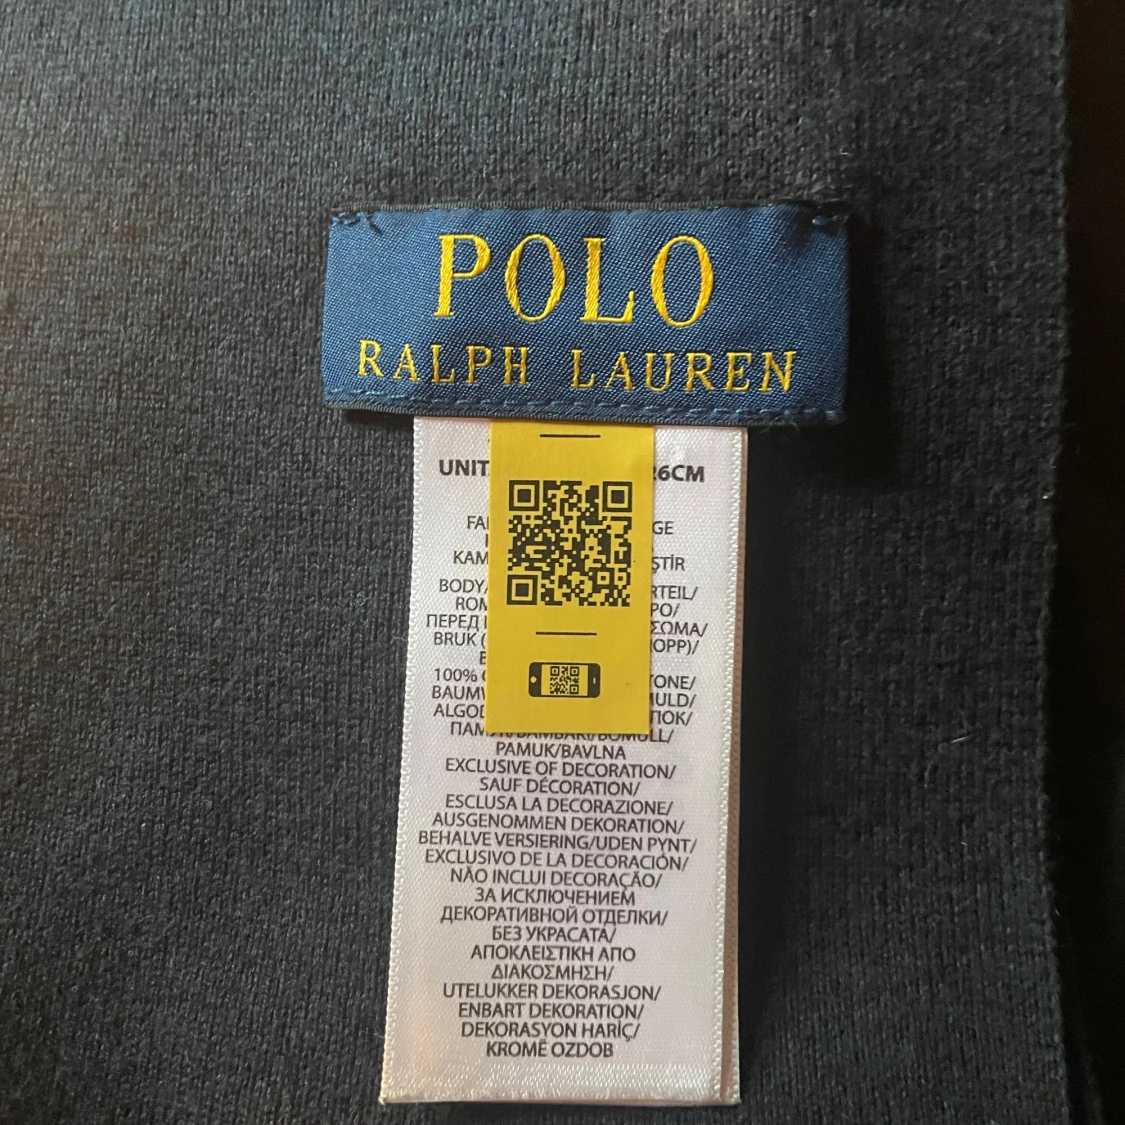 POLO
RALPH LAUREN
UNIT 26CM
FA GE
KAM ŞTİR
BODY/ RTEIL/
ROM PO/
ПЕРЕД ΣΩΜΑ/
BRUK ( OPP)/
100% TONE/
BAUMW MULD/
ALGOD ПОК/
ПАМУК/ΒΑΜΒΑΚΙ/BOMULL/
PAMUK/BAVLNA
EXCLUSIVE OF DECORATION/
SAUF DÉCORATION/
ESCLUSA LA DECORAZIONE/
AUSGENOMMEN DEKORATION/
BEHALVE VERSIERING/UDEN PYNT/
EXCLUSIVO DE LA DECORACIÓN/
NÃO INCLUI DECORAÇÃO/
ЗА ИСКЛЮЧЕНИЕМ
ДЕКОРАТИВНОЙ ОТДЕЛКИ/
БЕЗ УКРАСАТА/
ΑΠΟΚΛΕΙΣΤΙΚΗ ΑΠΟ
ΔΙΑΚΟΣΜΗΣΗ/
UTELUKKER DEKORASJON/
ENBART DEKORATION/
DEKORASYON HARİÇ/
KROMĚ OZDOB